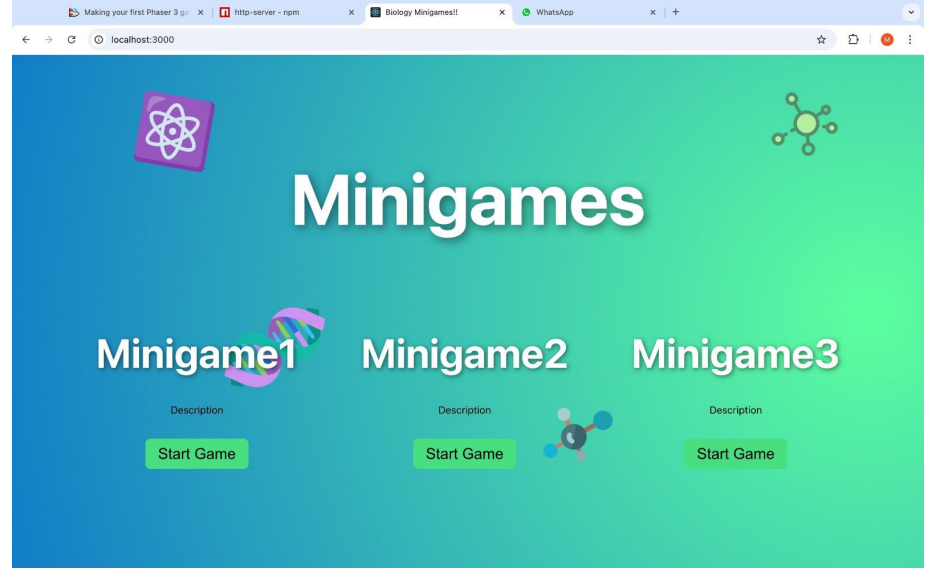 Making your first Phaser 3 ga
http-server - npm
Biology Minigames!!
WhatsApp
localhost:3000
M
Minigames
Minigame1 Minigame2 Minigame3
Description Description Description
Start Game Start Game Start Game